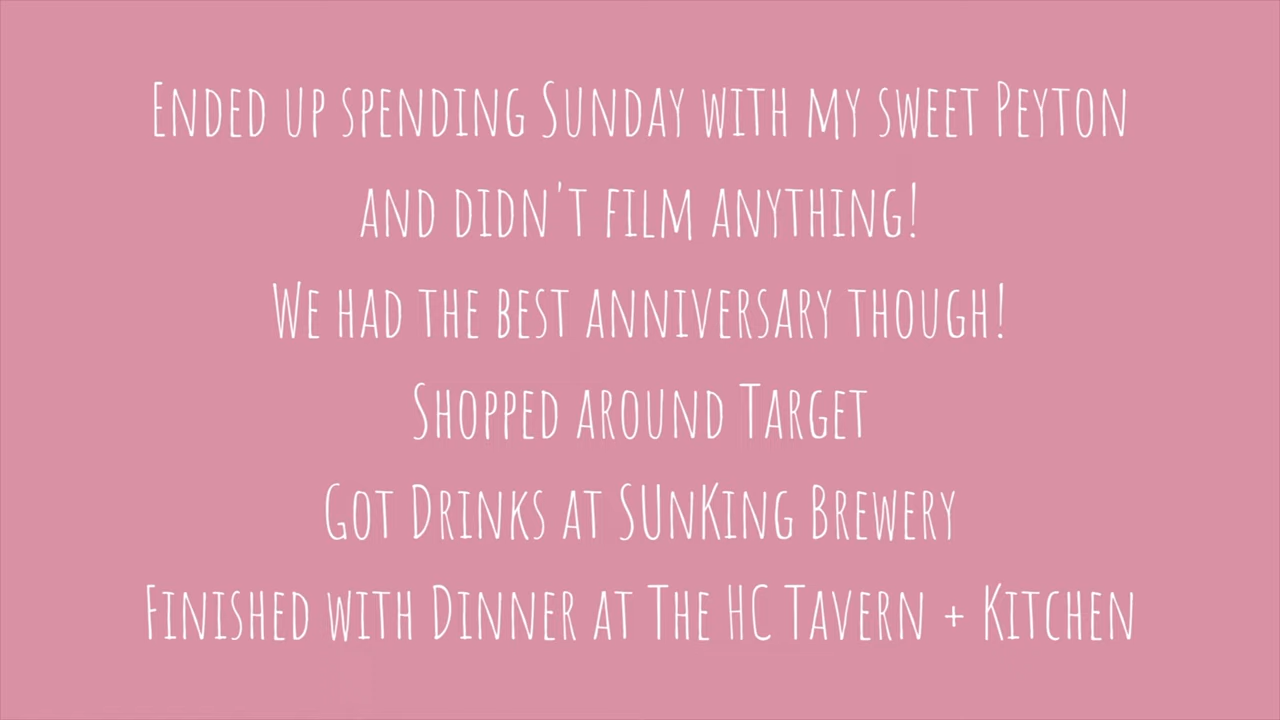 Ended up spending Sunday with my sweet Peyton
and didn't film anything!
We had the best anniversary though!
Shopped around Target
Got Drinks at SUnKing Brewery
Finished with Dinner at The HC Tavern + Kitchen